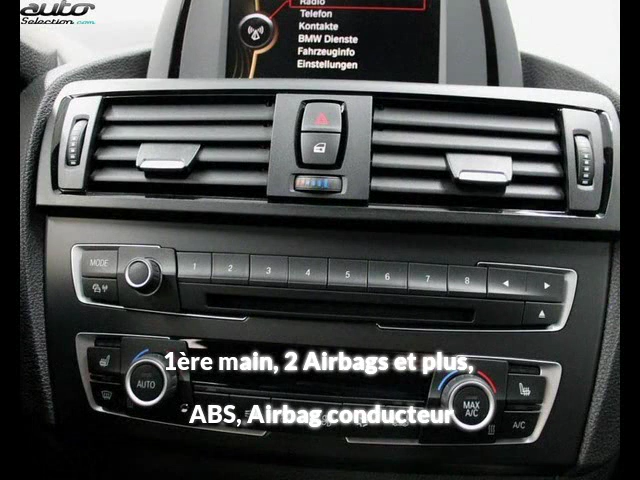 auto
Selection.com
Radio
Telefon
Kontakte
BMW Dienste
Fahrzeuginfo
Einstellungen
MODE
1 2 3 4 5 6 7 8
1ère main, 2 Airbags et plus,
AUTO
MAX
A/C
A/C
ABS, Airbag conducteur